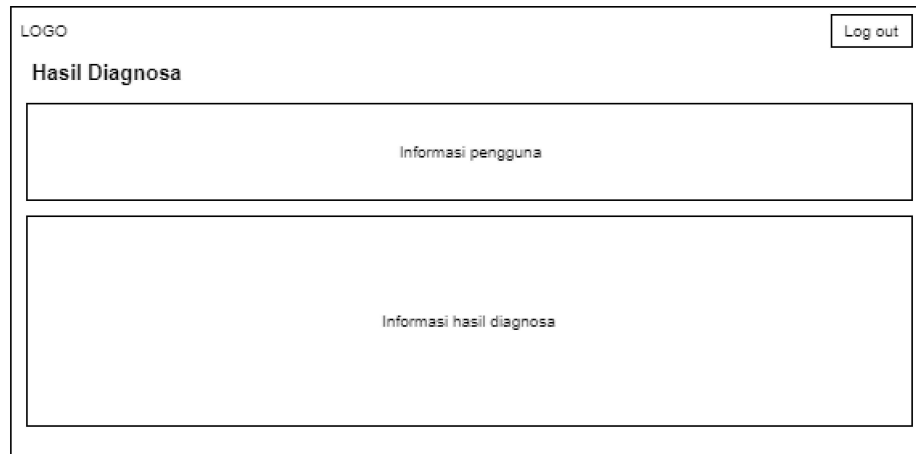 LOGO
Log out
Hasil Diagnosa
Informasi pengguna
Informasi hasil diagnosa